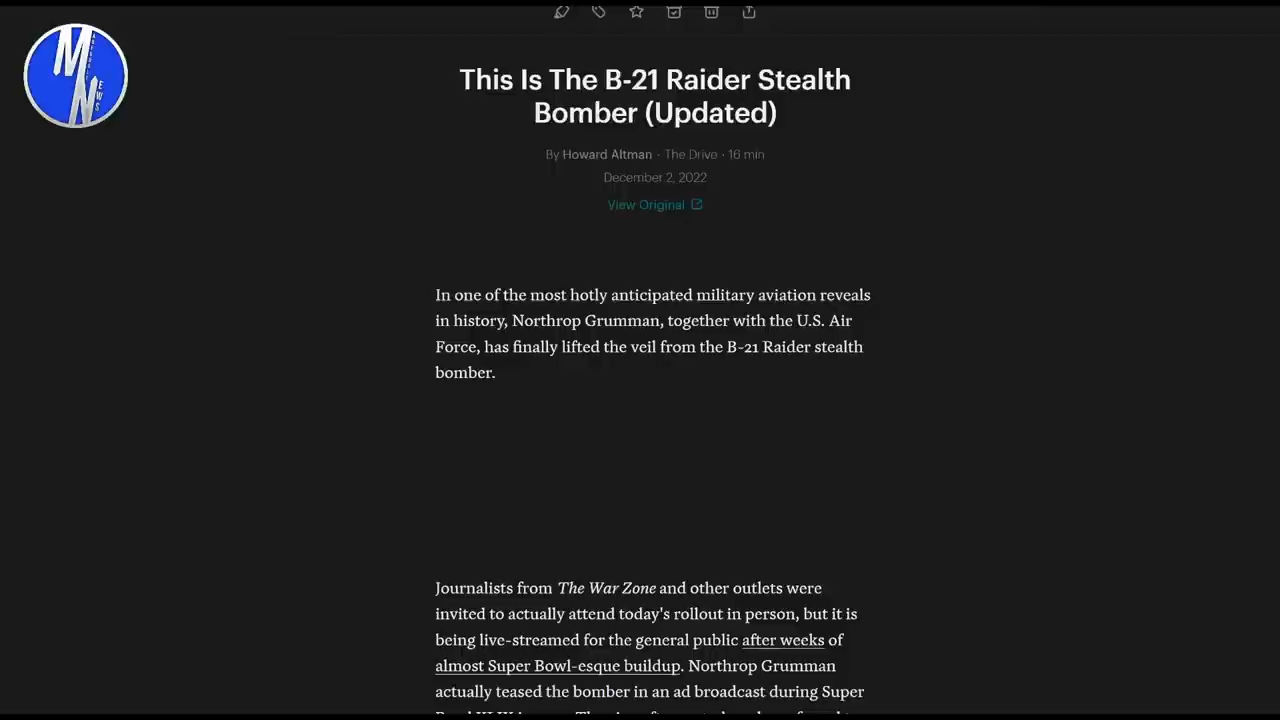 This Is The B-21 Raider Stealth
Bomber (Updated)
By Howard Altman · The Drive · 16 min
December 2, 2022
View Original
In one of the most hotly anticipated military aviation reveals
in history, Northrop Grumman, together with the U.S. Air
Force, has finally lifted the veil from the B-21 Raider stealth
bomber.
Journalists from The War Zone and other outlets were
invited to actually attend today's rollout in person, but it is
being live-streamed for the general public after weeks of
almost Super Bowl-esque buildup. Northrop Grumman
actually teased the bomber in an ad broadcast during Super
MN
EWS